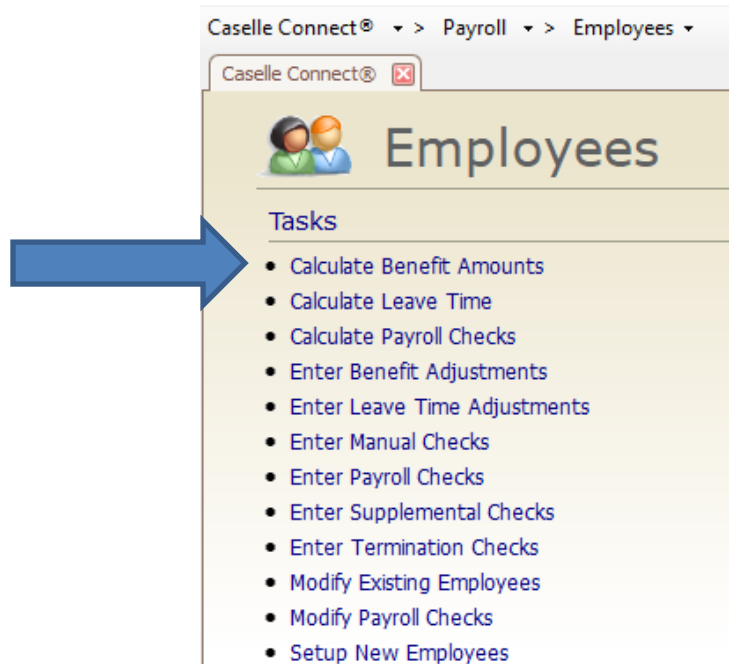 Caselle Connect® > Payroll > Employees
Caselle Connect®
Employees
Tasks
• Calculate Benefit Amounts
• Calculate Leave Time
• Calculate Payroll Checks
• Enter Benefit Adjustments
• Enter Leave Time Adjustments
• Enter Manual Checks
• Enter Payroll Checks
• Enter Supplemental Checks
• Enter Termination Checks
• Modify Existing Employees
• Modify Payroll Checks
• Setup New Employees